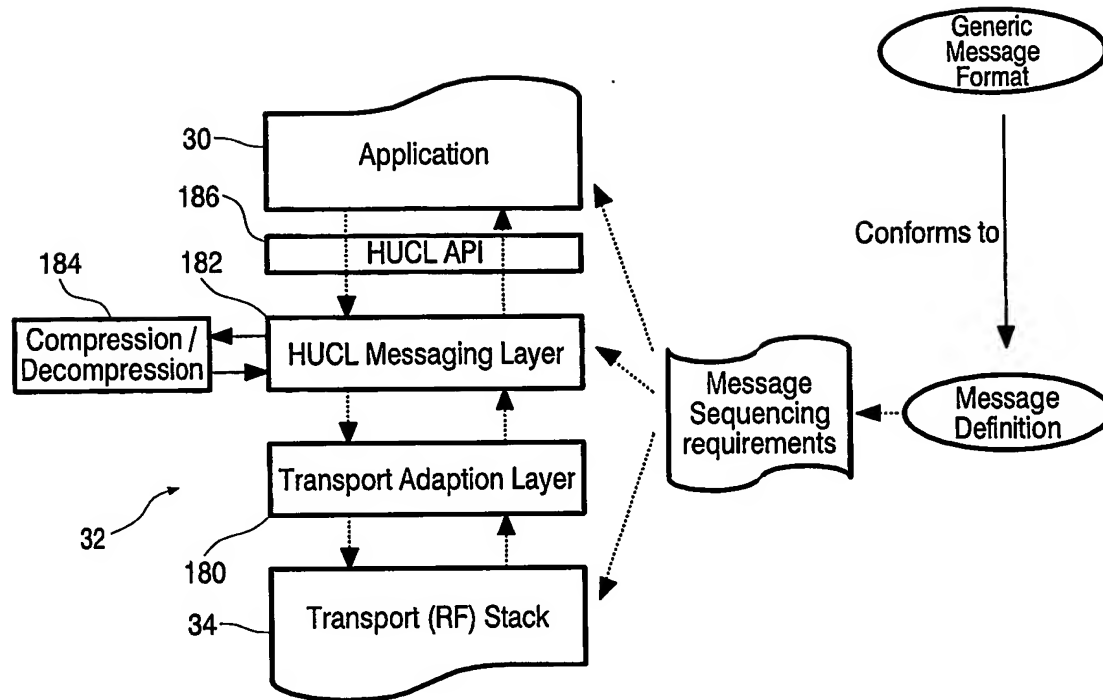 Generic
Message
Format
30
Application
186
HUCL API
Conforms to
184
182
Compression /
Decompression
HUCL Messaging Layer
Message
Sequencing
requirements
Message
Definition
Transport Adaption Layer
32
180
Transport (RF) Stack
34